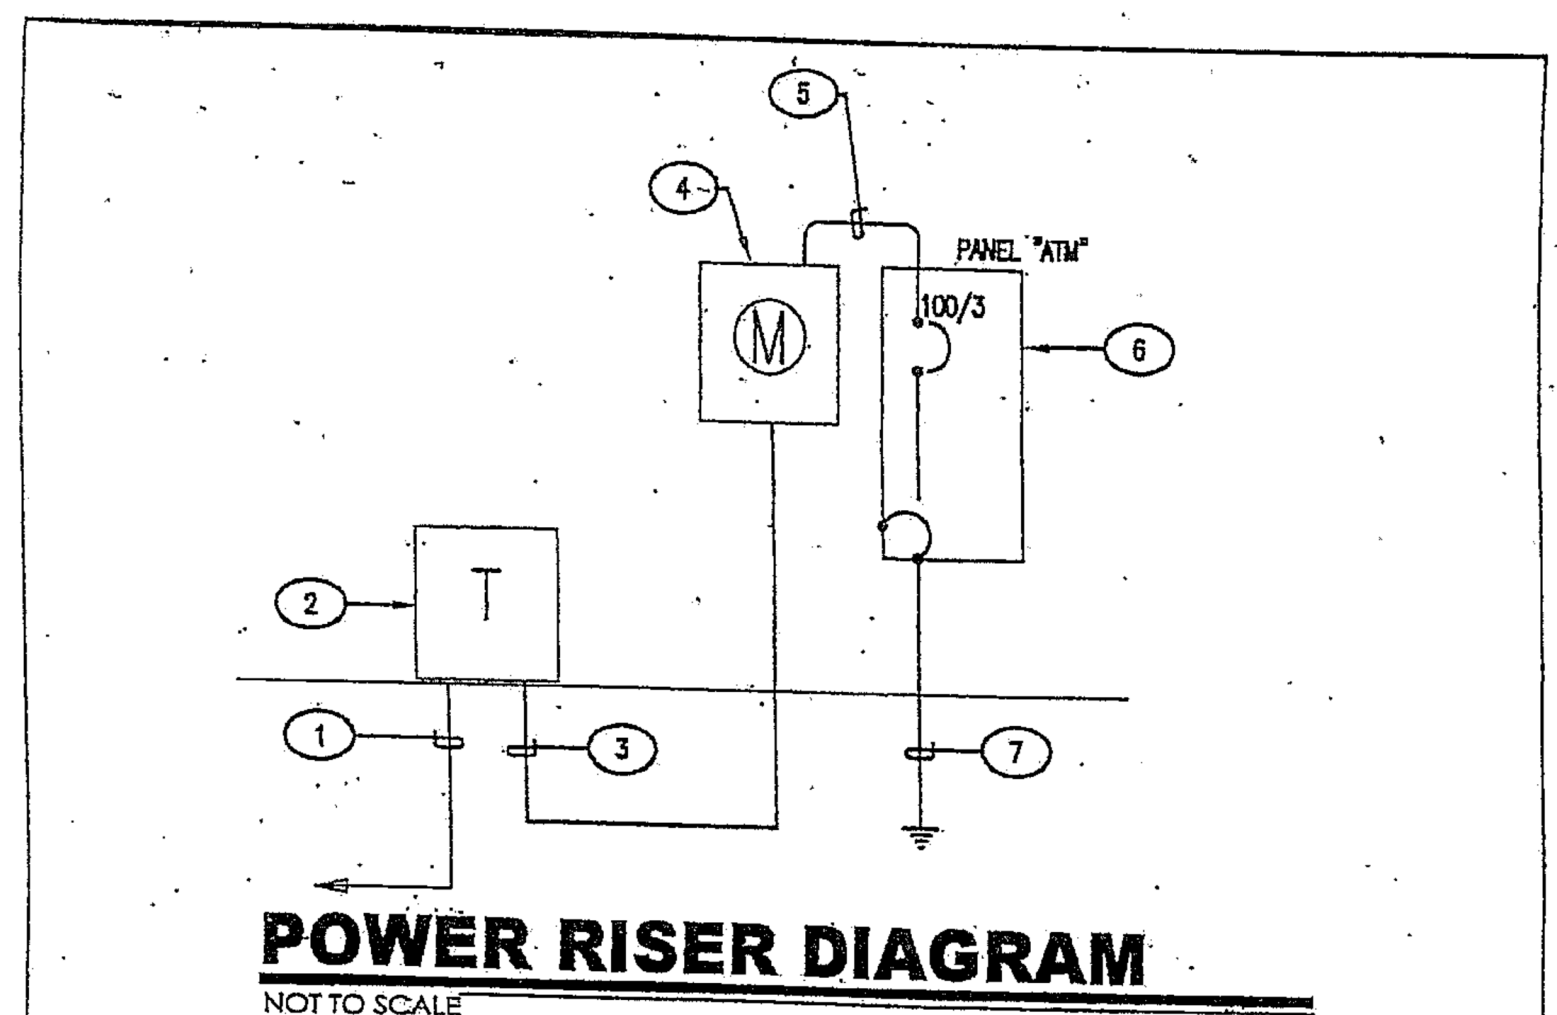 5
4
PANEL "ATM"
100/3
M
6
T
2
1
3
7
POWER RISER DIAGRAM
NOT TO SCALE